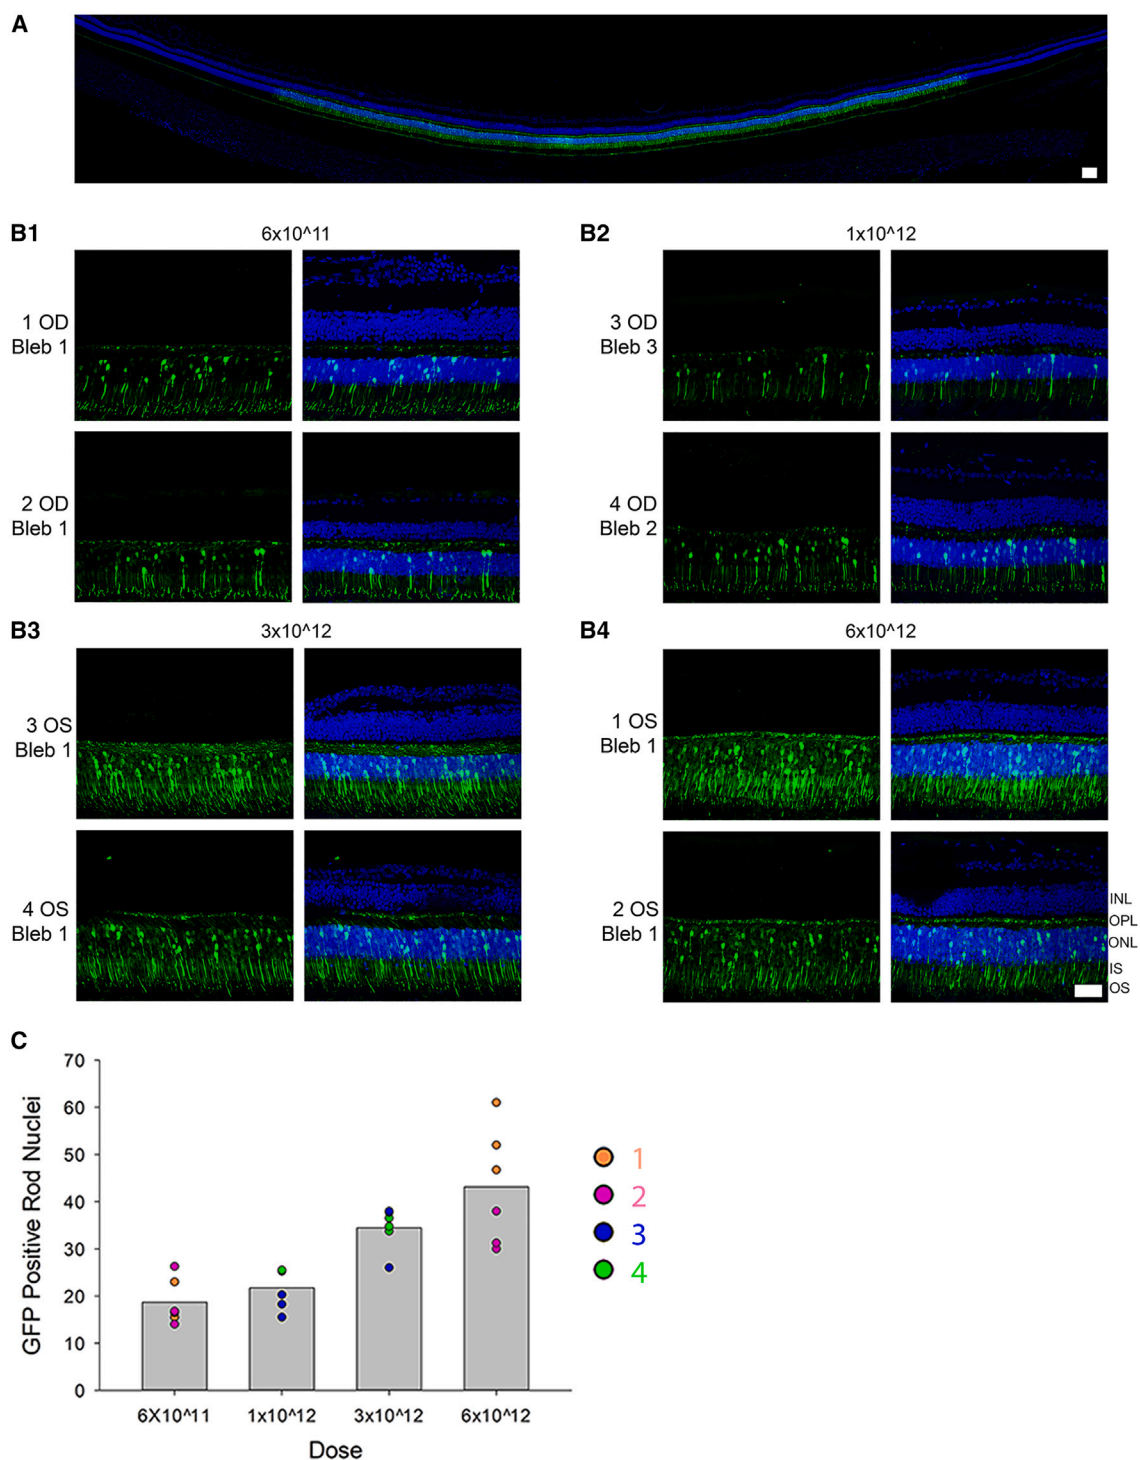 A
B1
6x10^11
1 OD
Bleb 1
2 OD
Bleb 1
B2
1x10^12
3 OD
Bleb 3
4 OD
Bleb 2
B3
3x10^12
3 OS
Bleb 1
4 OS
Bleb 1
B4
6x10^12
1 OS
Bleb 1
2 OS
Bleb 1
INL
OPL
ONL
IS
OS
C
GFP Positive Rod Nuclei
70
60
50
40
30
20
10
0
6X10^11 1x10^12 3x10^12 6x10^12
Dose
1
2
3
4